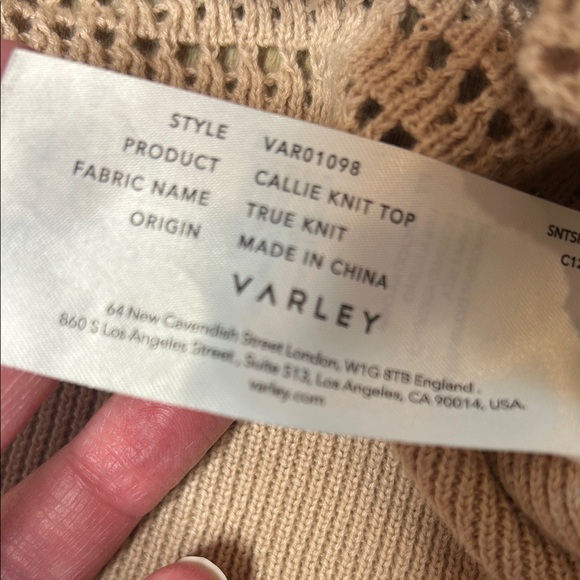 STYLE VAR01098
PRODUCT CALLIE KNIT TOP
FABRIC NAME TRUE KNIT
ORIGIN MADE IN CHINA
VARLEY
64 New Cavendish Street London, W1G 8TB England.
860 S Los Angeles Street, Suite 513, Los Angeles, CA 90014, USA.
varley.com